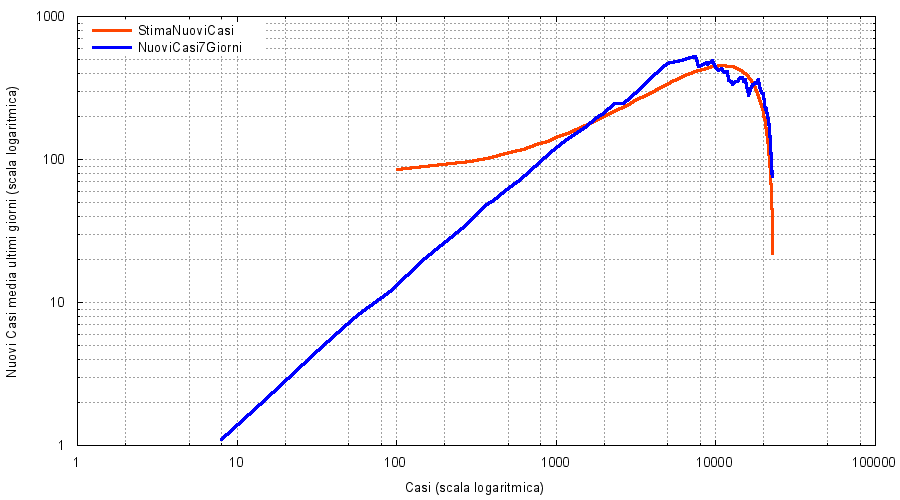 1000
StimaNuoviCasi
NuoviCasi7Giorni
100
10
1
Nuovi Casi media ultimi giorni (scala logaritmica)
1 10 100 1000 10000 100000
Casi (scala logaritmica)